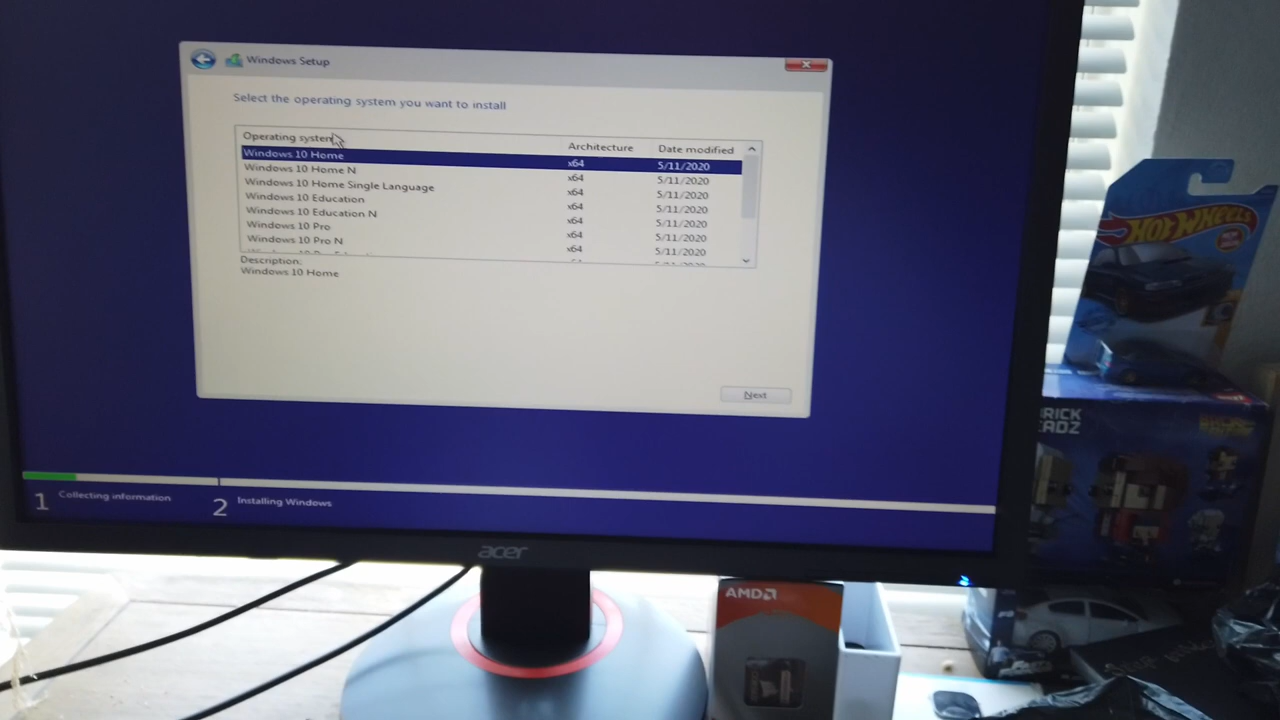 Windows Setup
Select the operating system you want to install
Operating system Architecture Date modified
Windows 10 Home x64 5/11/2020
Windows 10 Home N x64 5/11/2020
Windows 10 Home Single Language x64 5/11/2020
Windows 10 Education x64 5/11/2020
Windows 10 Education N x64 5/11/2020
Windows 10 Pro x64 5/11/2020
Windows 10 Pro N x64 5/11/2020
Description:
Windows 10 Home
Next
1 Collecting information
2 Installing Windows
acer
AMD
HOT WHEELS
BRICK